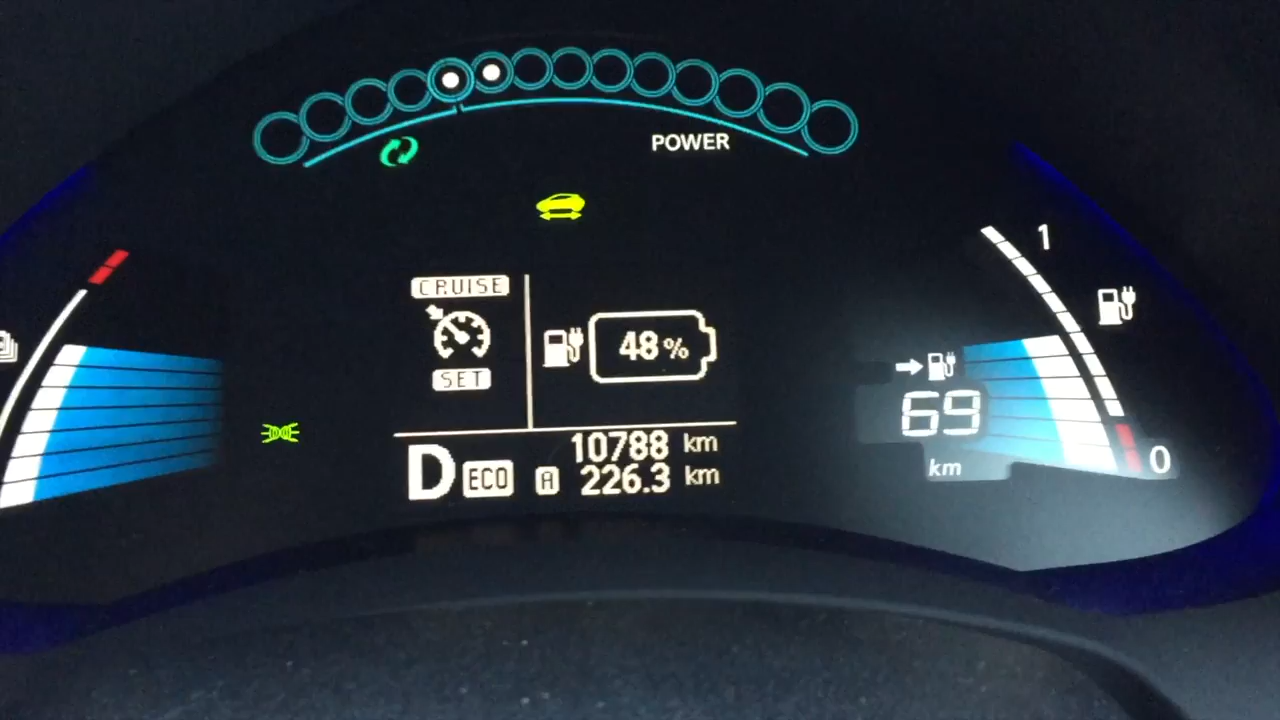 POWER
1
CRUISE
SET
48%
69
km
0
D ECO
10788 km
A 226.3 km